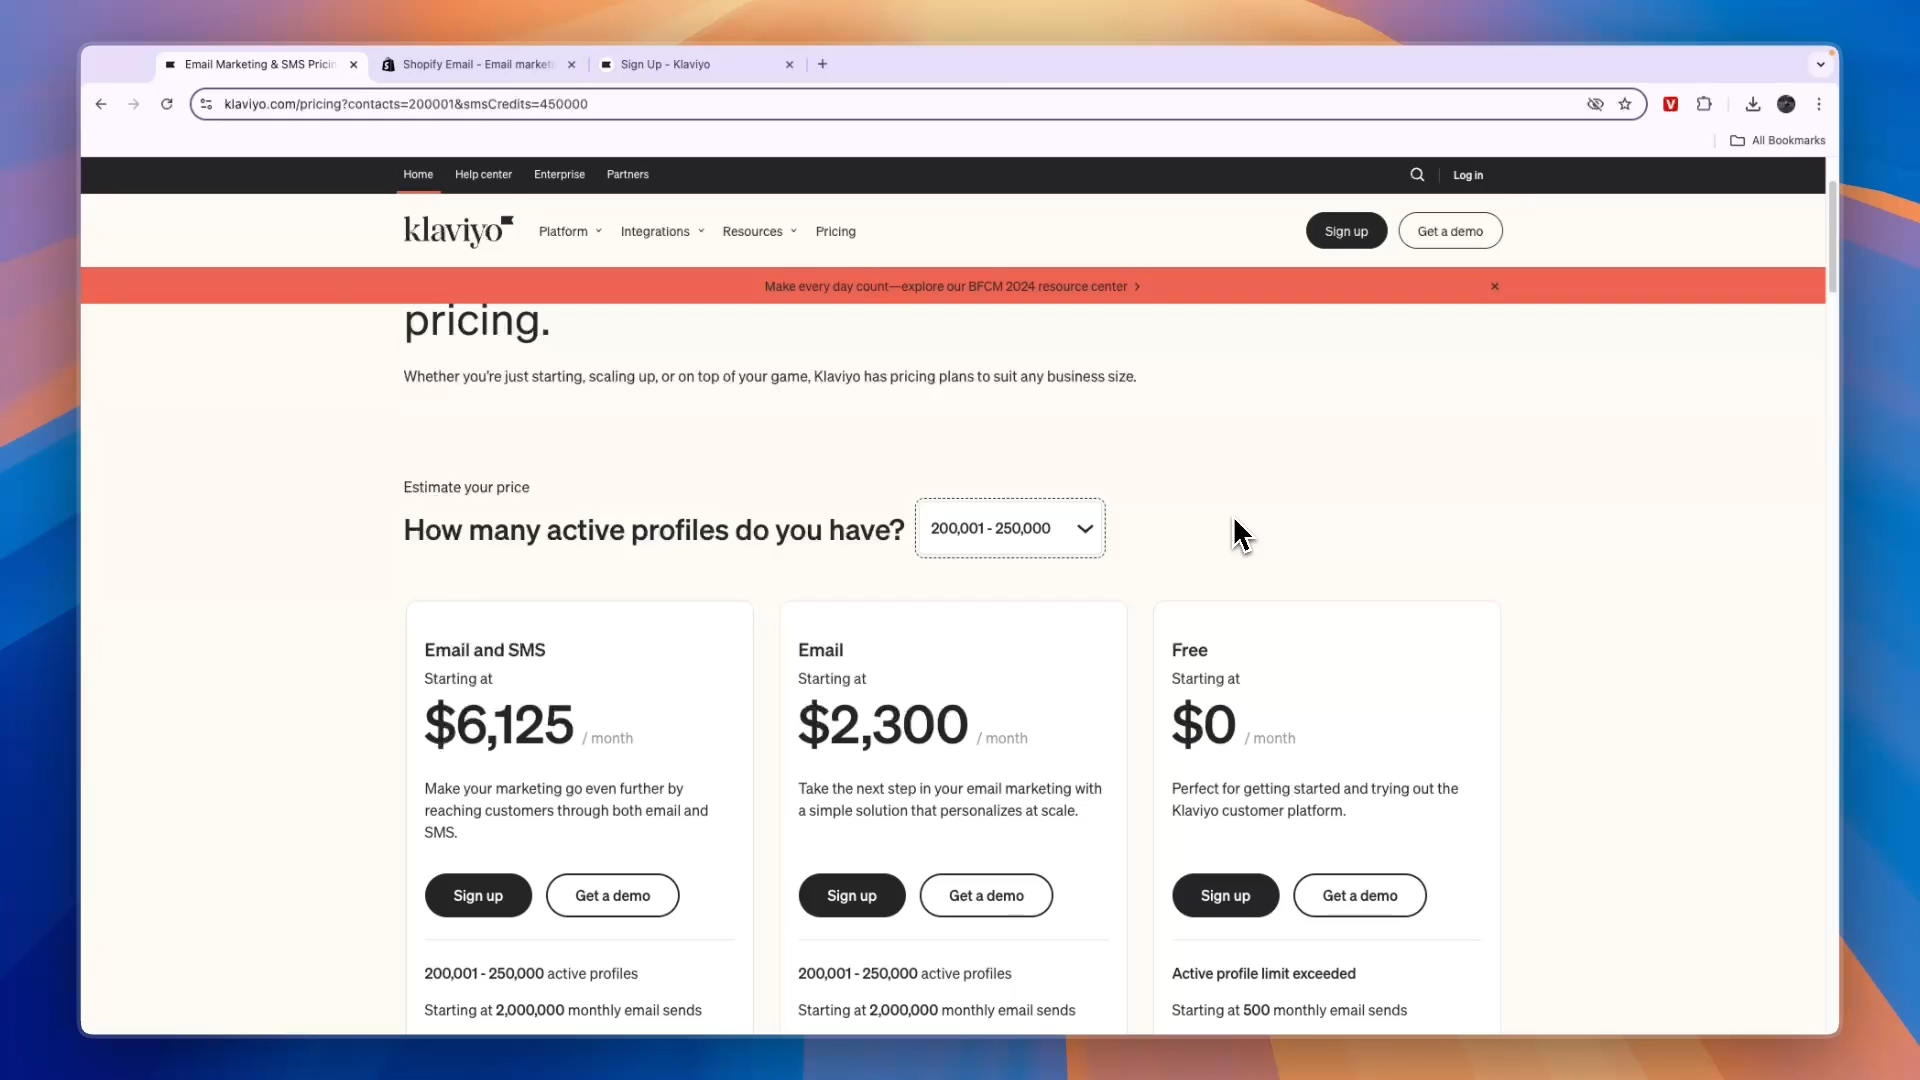 Email Marketing & SMS Pricin
Shopify Email - Email market
Sign Up - Klaviyo
klaviyo.com/pricing?contacts=200001&smsCredits=450000
V
All Bookmarks
Home
Help center
Enterprise
Partners
Log in
klaviyo
Platform
Integrations
Resources
Pricing
Sign up
Get a demo
Make every day count—explore our BFCM 2024 resource center
pricing.
Whether you're just starting, scaling up, or on top of your game, Klaviyo has pricing plans to suit any business size.
Estimate your price
How many active profiles do you have?
200,001 - 250,000
Email and SMS
Starting at
$6,125 / month
Make your marketing go even further by
reaching customers through both email and
SMS.
Sign up
Get a demo
200,001 - 250,000 active profiles
Starting at 2,000,000 monthly email sends
Email
Starting at
$2,300 / month
Take the next step in your email marketing with
a simple solution that personalizes at scale.
Sign up
Get a demo
200,001 - 250,000 active profiles
Starting at 2,000,000 monthly email sends
Free
Starting at
$0 / month
Perfect for getting started and trying out the
Klaviyo customer platform.
Sign up
Get a demo
Active profile limit exceeded
Starting at 500 monthly email sends